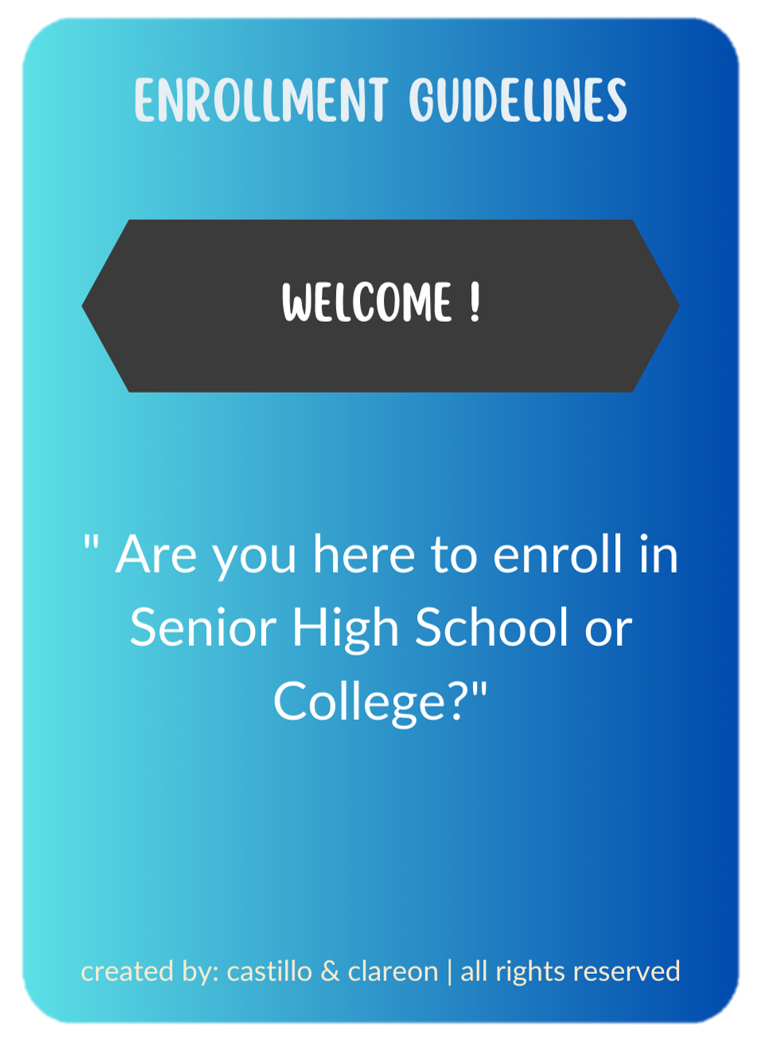 ENROLLMENT GUIDELINES
WELCOME !
" Are you here to enroll in
Senior High School or
College?"
created by: castillo & clareon | all rights reserved